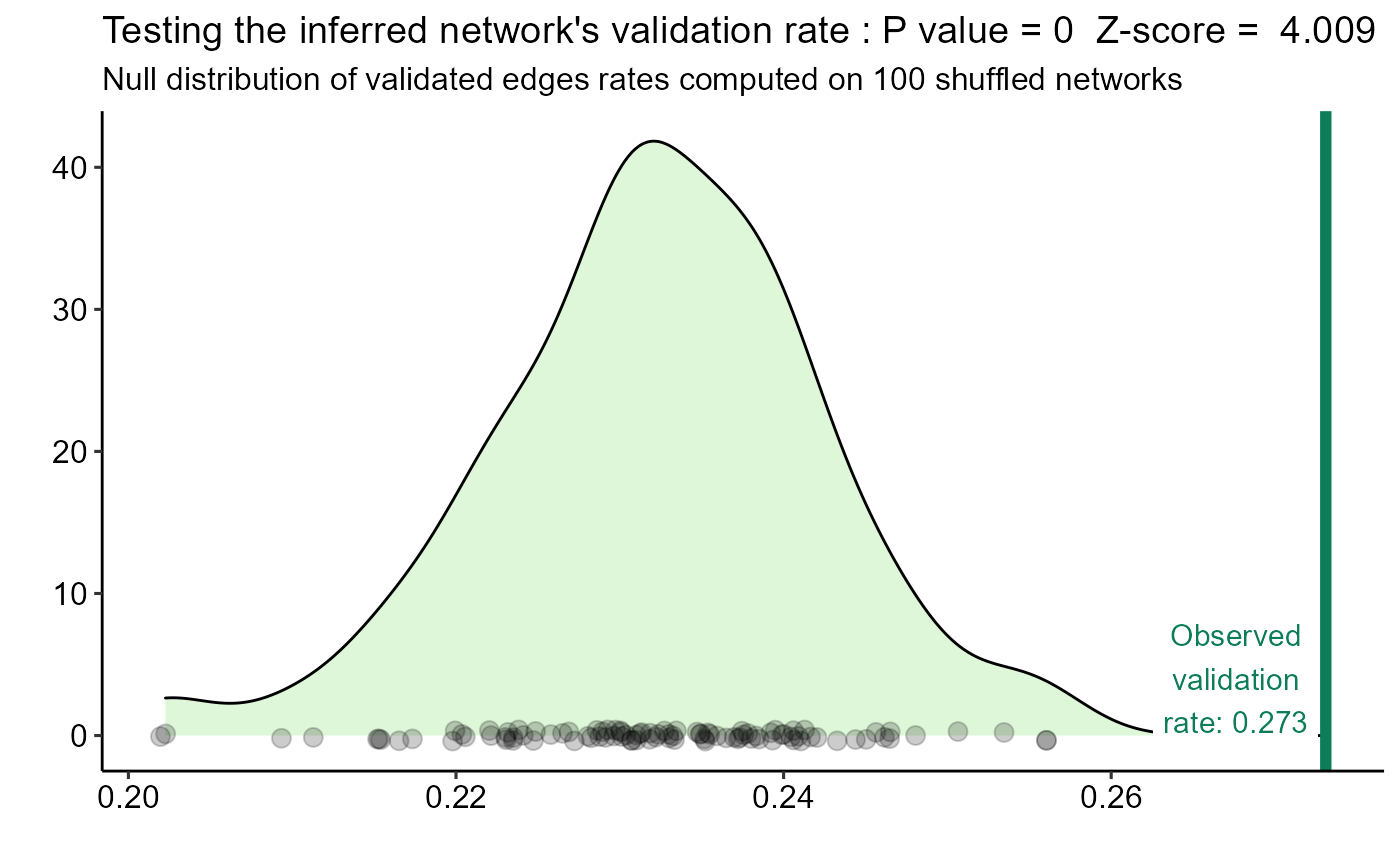 Testing the inferred network's validation rate : P value = 0  Z-score =  4.009
Null distribution of validated edges rates computed on 100 shuffled networks
40
30
20
10
0
Observed
validation
rate: 0.273
0.20
0.22
0.24
0.26